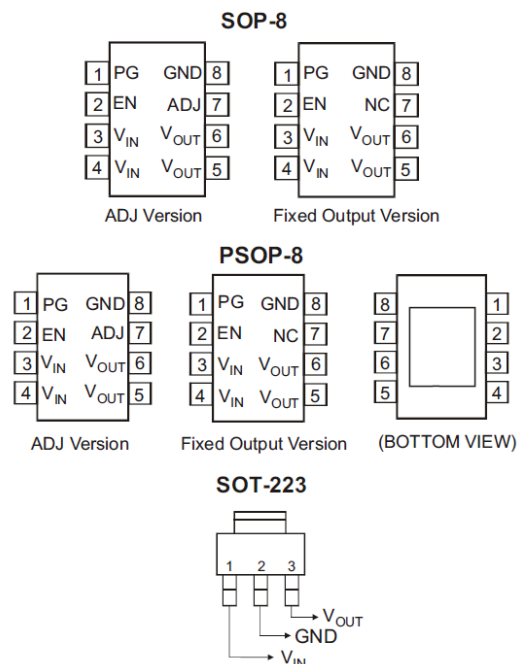 SOP-8
1 PG GND 8 1 PG GND 8
2 EN ADJ 7 2 EN NC 7
3 VIN VOUT 6 3 VIN VOUT 6
4 VIN VOUT 5 4 VIN VOUT 5
ADJ Version Fixed Output Version
PSOP-8
1 PG GND 8 1 PG GND 8 8 1
2 EN ADJ 7 2 EN NC 7 7 2
3 VIN VOUT 6 3 VIN VOUT 6 6 3
4 VIN VOUT 5 4 VIN VOUT 5 5 4
ADJ Version Fixed Output Version (BOTTOM VIEW)
SOT-223
1 2 3
VOUT
GND
VIN